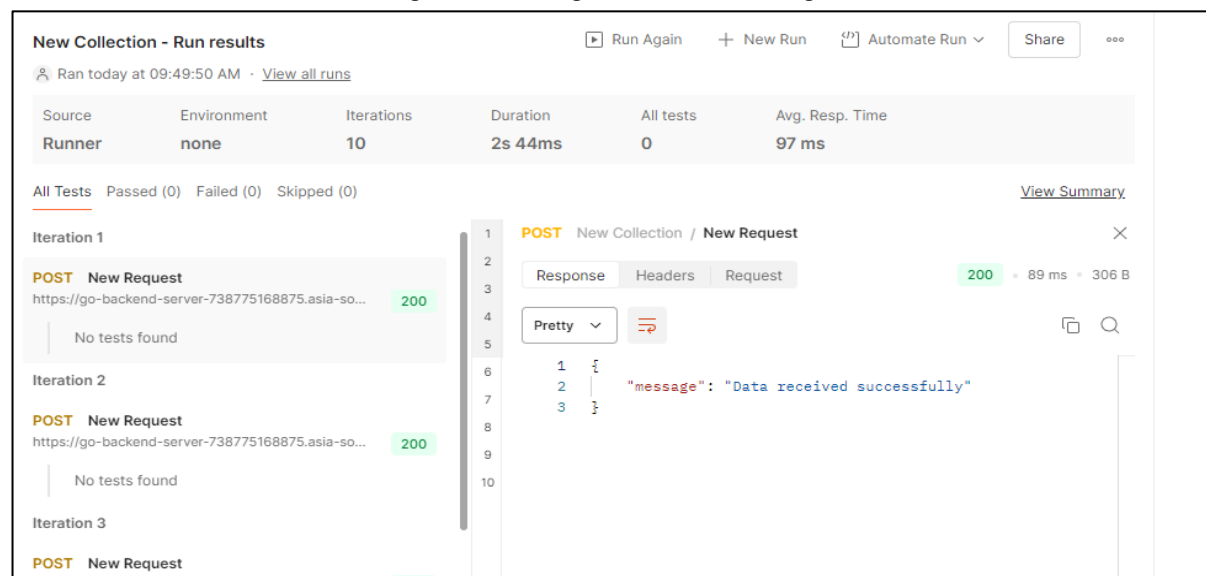 New Collection - Run results
Run Again
New Run
Automate Run
Share
Ran today at 09:49:50 AM · View all runs
Source Environment Iterations Duration All tests Avg. Resp. Time
Runner none 10 2s 44ms 0 97 ms
All Tests Passed (0) Failed (0) Skipped (0) View Summary
Iteration 1
POST New Request
https://go-backend-server-738775168875.asia-so... 200
No tests found
Iteration 2
POST New Request
https://go-backend-server-738775168875.asia-so... 200
No tests found
Iteration 3
POST New Request
1
2
3
4
5
6
7
8
9
10
POST New Collection / New Request
Response Headers Request 200 • 89 ms • 306 B
Pretty
1 {
2 "message": "Data received successfully"
3 }